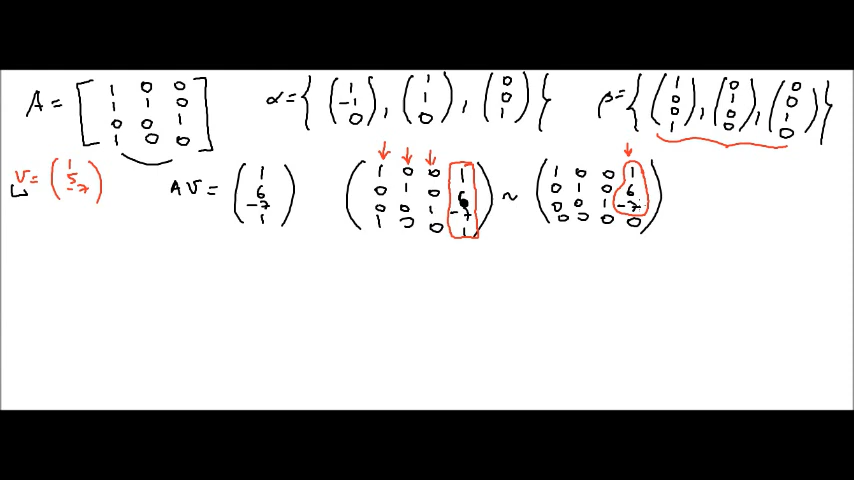 A = [ 1 0 0 ; 1 1 0 ; 0 0 1 ; 1 0 0 ] α = { ( 1 -1 0 ), ( 1 1 0 ), ( 0 0 1 ) } β = { ( 1 0 0 1 ), ( 0 1 0 0 ), ( 0 0 1 0 ) }
v = ( 1 5 -7 ) A v = ( 1 6 -7 1 ) ( 1 0 0 1 ; 0 1 0 6 ; 0 0 1 -7 ; 1 0 0 1 ) ~ ( 1 0 0 1 ; 0 1 0 6 ; 0 0 1 -7 ; 0 0 0 0 )